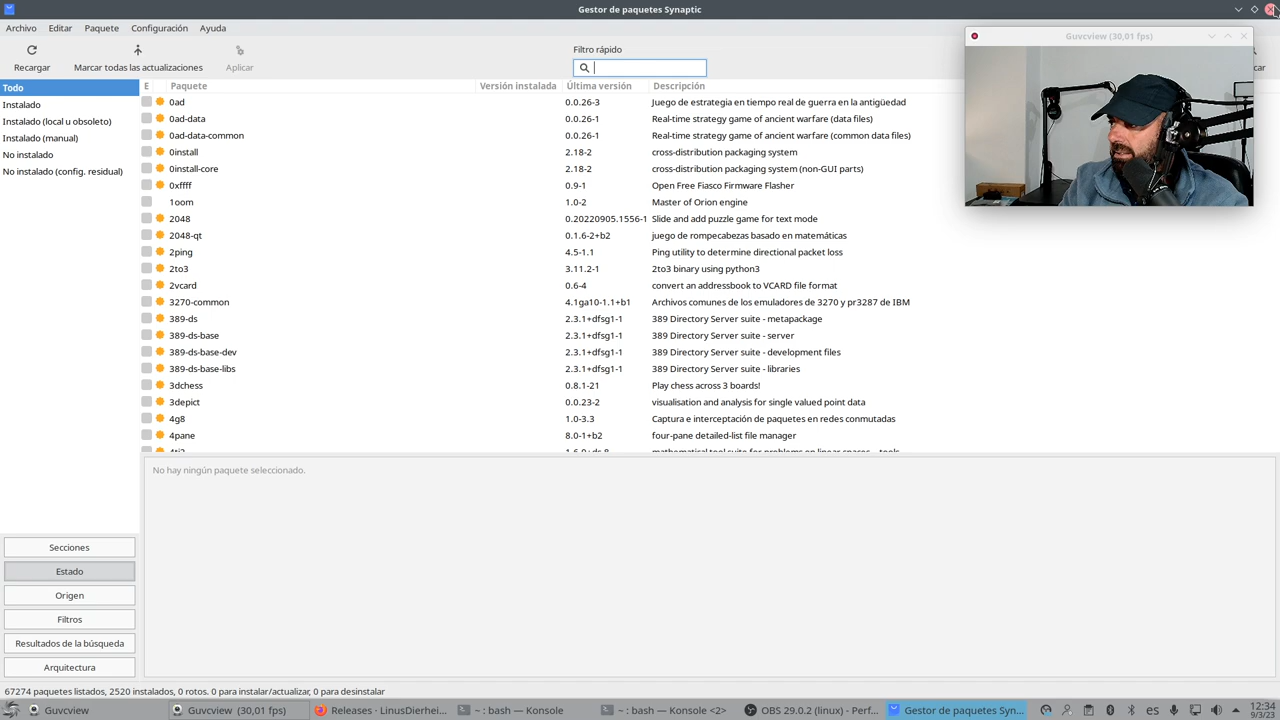 Gestor de paquetes Synaptic
Archivo Editar Paquete Configuración Ayuda
Recargar Marcar todas las actualizaciones Aplicar
Filtro rápido
Guvcview (30,01 fps)
Todo
Instalado
Instalado (local u obsoleto)
Instalado (manual)
No instalado
No instalado (config. residual)
E Paquete Versión instalada Última versión Descripción
0ad 0.0.26-3 Juego de estrategia en tiempo real de guerra en la antigüedad
0ad-data 0.0.26-1 Real-time strategy game of ancient warfare (data files)
0ad-data-common 0.0.26-1 Real-time strategy game of ancient warfare (common data files)
0install 2.18-2 cross-distribution packaging system
0install-core 2.18-2 cross-distribution packaging system (non-GUI parts)
0xffff 0.9-1 Open Free Fiasco Firmware Flasher
1oom 1.0-2 Master of Orion engine
2048 0.20220905.1556-1 Slide and add puzzle game for text mode
2048-qt 0.1.6-2+b2 juego de rompecabezas basado en matemáticas
2ping 4.5-1.1 Ping utility to determine directional packet loss
2to3 3.11.2-1 2to3 binary using python3
2vcard 0.6-4 convert an addressbook to VCARD file format
3270-common 4.1ga10-1.1+b1 Archivos comunes de los emuladores de 3270 y pr3287 de IBM
389-ds 2.3.1+dfsg1-1 389 Directory Server suite - metapackage
389-ds-base 2.3.1+dfsg1-1 389 Directory Server suite - server
389-ds-base-dev 2.3.1+dfsg1-1 389 Directory Server suite - development files
389-ds-base-libs 2.3.1+dfsg1-1 389 Directory Server suite - libraries
3dchess 0.8.1-21 Play chess across 3 boards!
3depict 0.0.23-2 visualisation and analysis for single valued point data
4g8 1.0-3.3 Captura e interceptación de paquetes en redes conmutadas
4pane 8.0-1+b2 four-pane detailed-list file manager
No hay ningún paquete seleccionado.
Secciones
Estado
Origen
Filtros
Resultados de la búsqueda
Arquitectura
67274 paquetes listados, 2520 instalados, 0 rotos. 0 para instalar/actualizar, 0 para desinstalar
Guvcview Guvcview (30,01 fps) Releases · LinusDierhei... ~ : bash — Konsole ~ : bash — Konsole <2> OBS 29.0.2 (linux) - Perf... Gestor de paquetes Syn... es 12:34
9/3/23